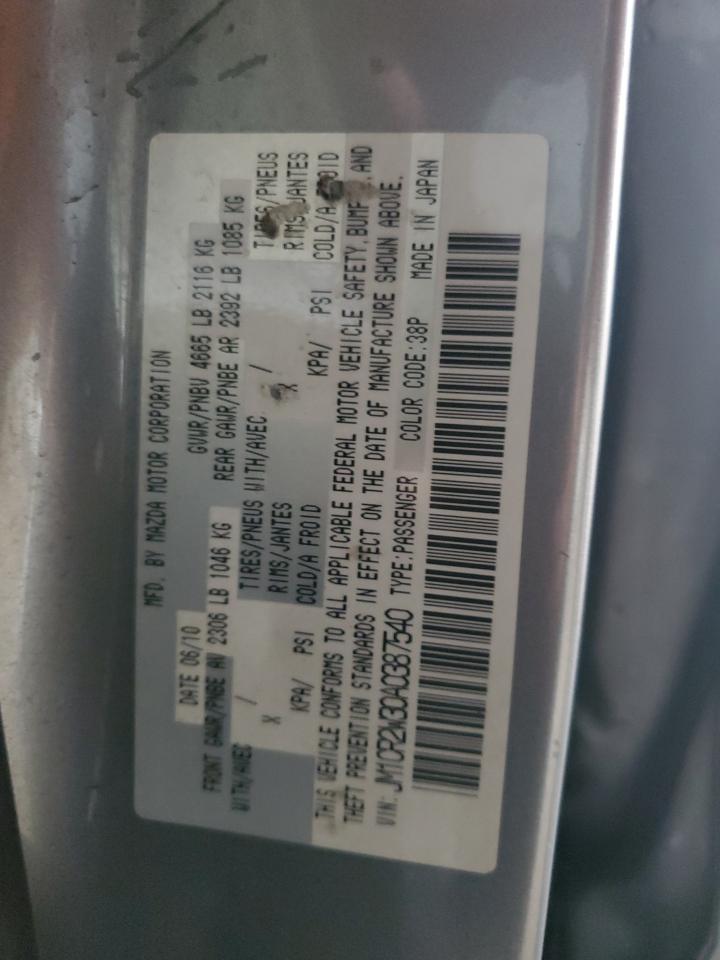 MFD. BY MAZDA MOTOR CORPORATION
DATE 06/10 GVWR/PNBV 4665 LB 2116 KG
FRONT GAWR/PNBE AV 2306 LB 1046 KG REAR GAWR/PNBE AR 2392 LB 1085 KG
WITH/AVEC / TIRES/PNEUS WITH/AVEC / TIRES/PNEUS
X RIMS/JANTES X RIMS/JANTES
KPA/ PSI COLD/A FROID KPA/ PSI COLD/A FROID
THIS VEHICLE CONFORMS TO ALL APPLICABLE FEDERAL MOTOR VEHICLE SAFETY, AND
THEFT PREVENTION STANDARDS IN EFFECT ON THE DATE OF MANUFACTURE SHOWN ABOVE.
VIN: JM1CR2W30A0387540 TYPE:PASSENGER COLOR CODE:38P MADE IN JAPAN